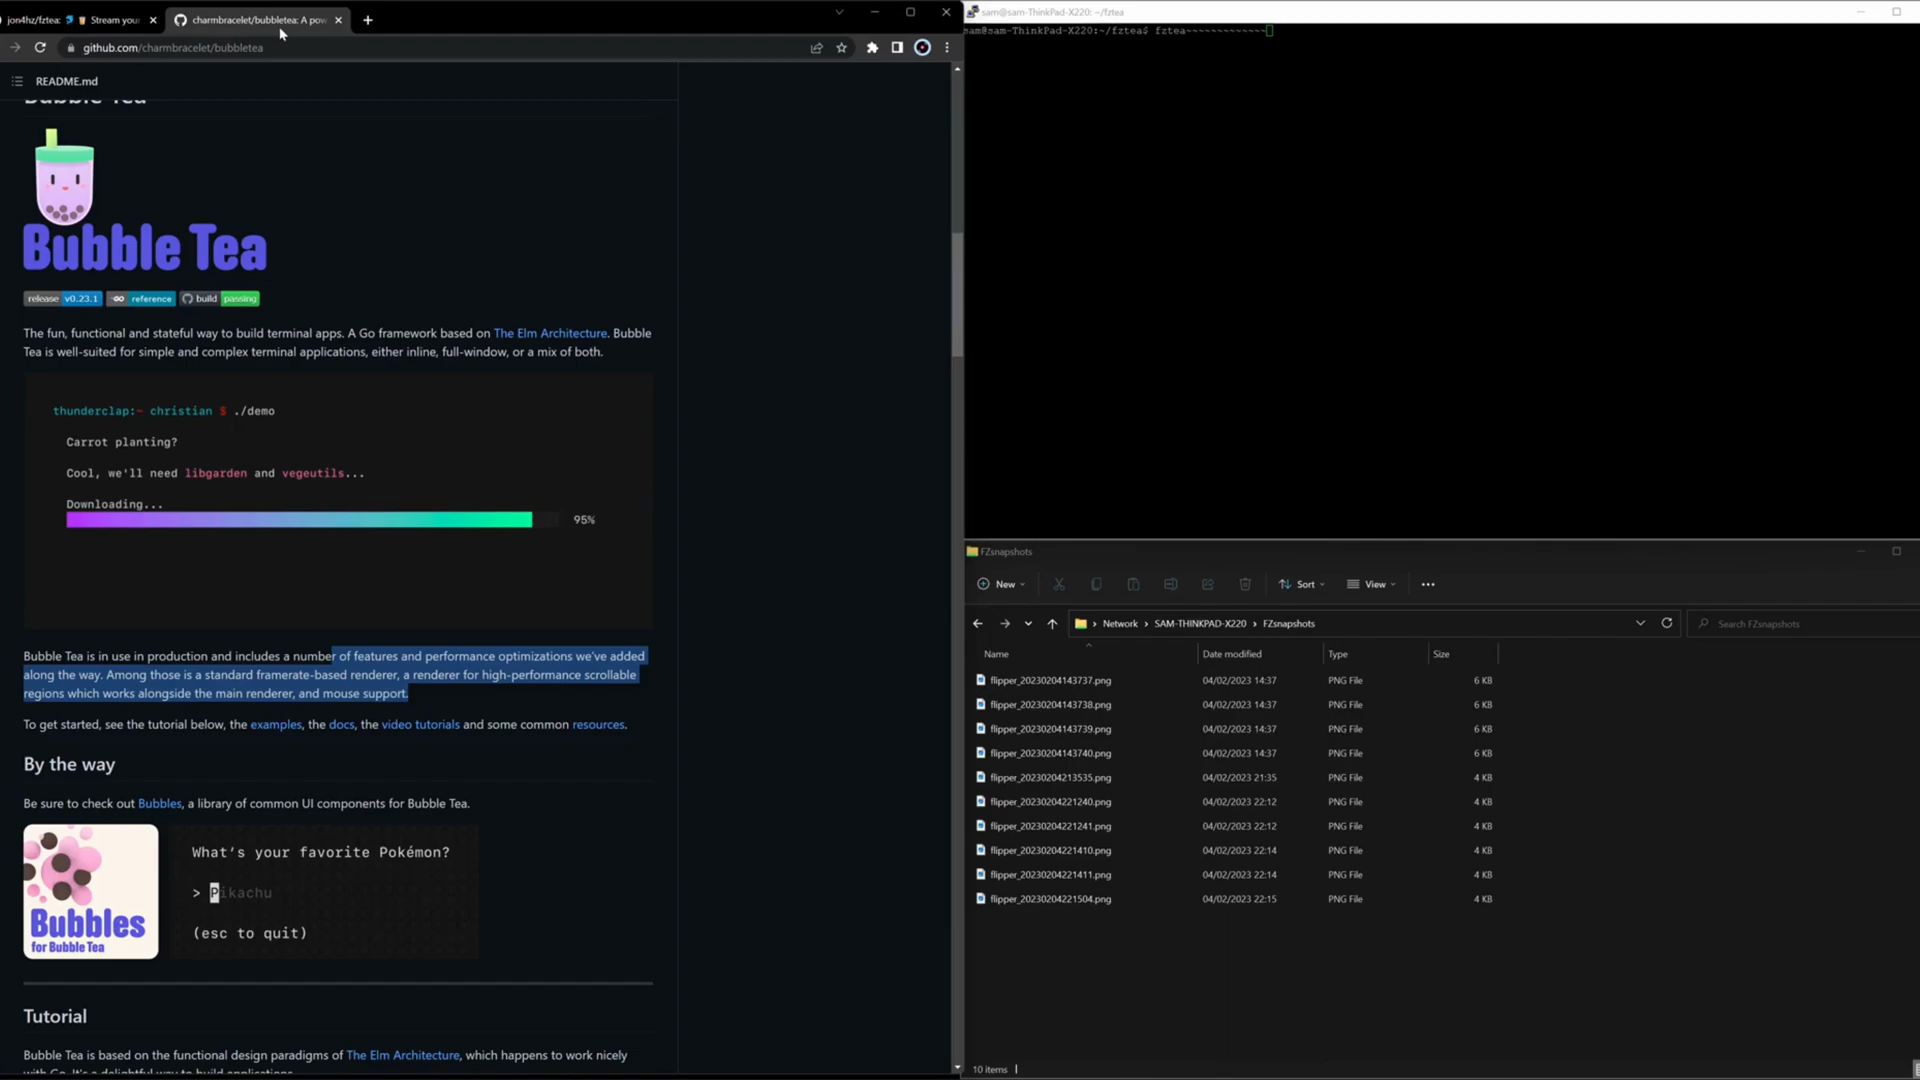 jon4hz/fztea: Stream your
charmbracelet/bubbletea: A pow
github.com/charmbracelet/bubbletea
README.md
Bubble Tea
Bubble Tea
release v0.23.1 GO reference build passing
The fun, functional and stateful way to build terminal apps. A Go framework based on The Elm Architecture. Bubble
Tea is well-suited for simple and complex terminal applications, either inline, full-window, or a mix of both.
thunderclap:~ christian $ ./demo
Carrot planting?
Cool, we'll need libgarden and vegeutils...
Downloading...
95%
Bubble Tea is in use in production and includes a number of features and performance optimizations we've added
along the way. Among those is a standard framerate-based renderer, a renderer for high-performance scrollable
regions which works alongside the main renderer, and mouse support.
To get started, see the tutorial below, the examples, the docs, the video tutorials and some common resources.
By the way
Be sure to check out Bubbles, a library of common UI components for Bubble Tea.
Bubbles
for Bubble Tea
What's your favorite Pokémon?
> Pikachu
(esc to quit)
Tutorial
Bubble Tea is based on the functional design paradigms of The Elm Architecture, which happens to work nicely
with Go. It's a delightful way to build applications.
sam@sam-ThinkPad-X220: ~/fztea
sam@sam-ThinkPad-X220:~/fztea$ fztea~~~~~~~~~~~~~
FZsnapshots
New Sort View
Network SAM-THINKPAD-X220 FZsnapshots
Search FZsnapshots
Name Date modified Type Size
flipper_20230204143737.png 04/02/2023 14:37 PNG File 6 KB
flipper_20230204143738.png 04/02/2023 14:37 PNG File 6 KB
flipper_20230204143739.png 04/02/2023 14:37 PNG File 6 KB
flipper_20230204143740.png 04/02/2023 14:37 PNG File 6 KB
flipper_20230204213535.png 04/02/2023 21:35 PNG File 4 KB
flipper_20230204221240.png 04/02/2023 22:12 PNG File 4 KB
flipper_20230204221241.png 04/02/2023 22:12 PNG File 4 KB
flipper_20230204221410.png 04/02/2023 22:14 PNG File 4 KB
flipper_20230204221411.png 04/02/2023 22:14 PNG File 4 KB
flipper_20230204221504.png 04/02/2023 22:15 PNG File 4 KB
10 items